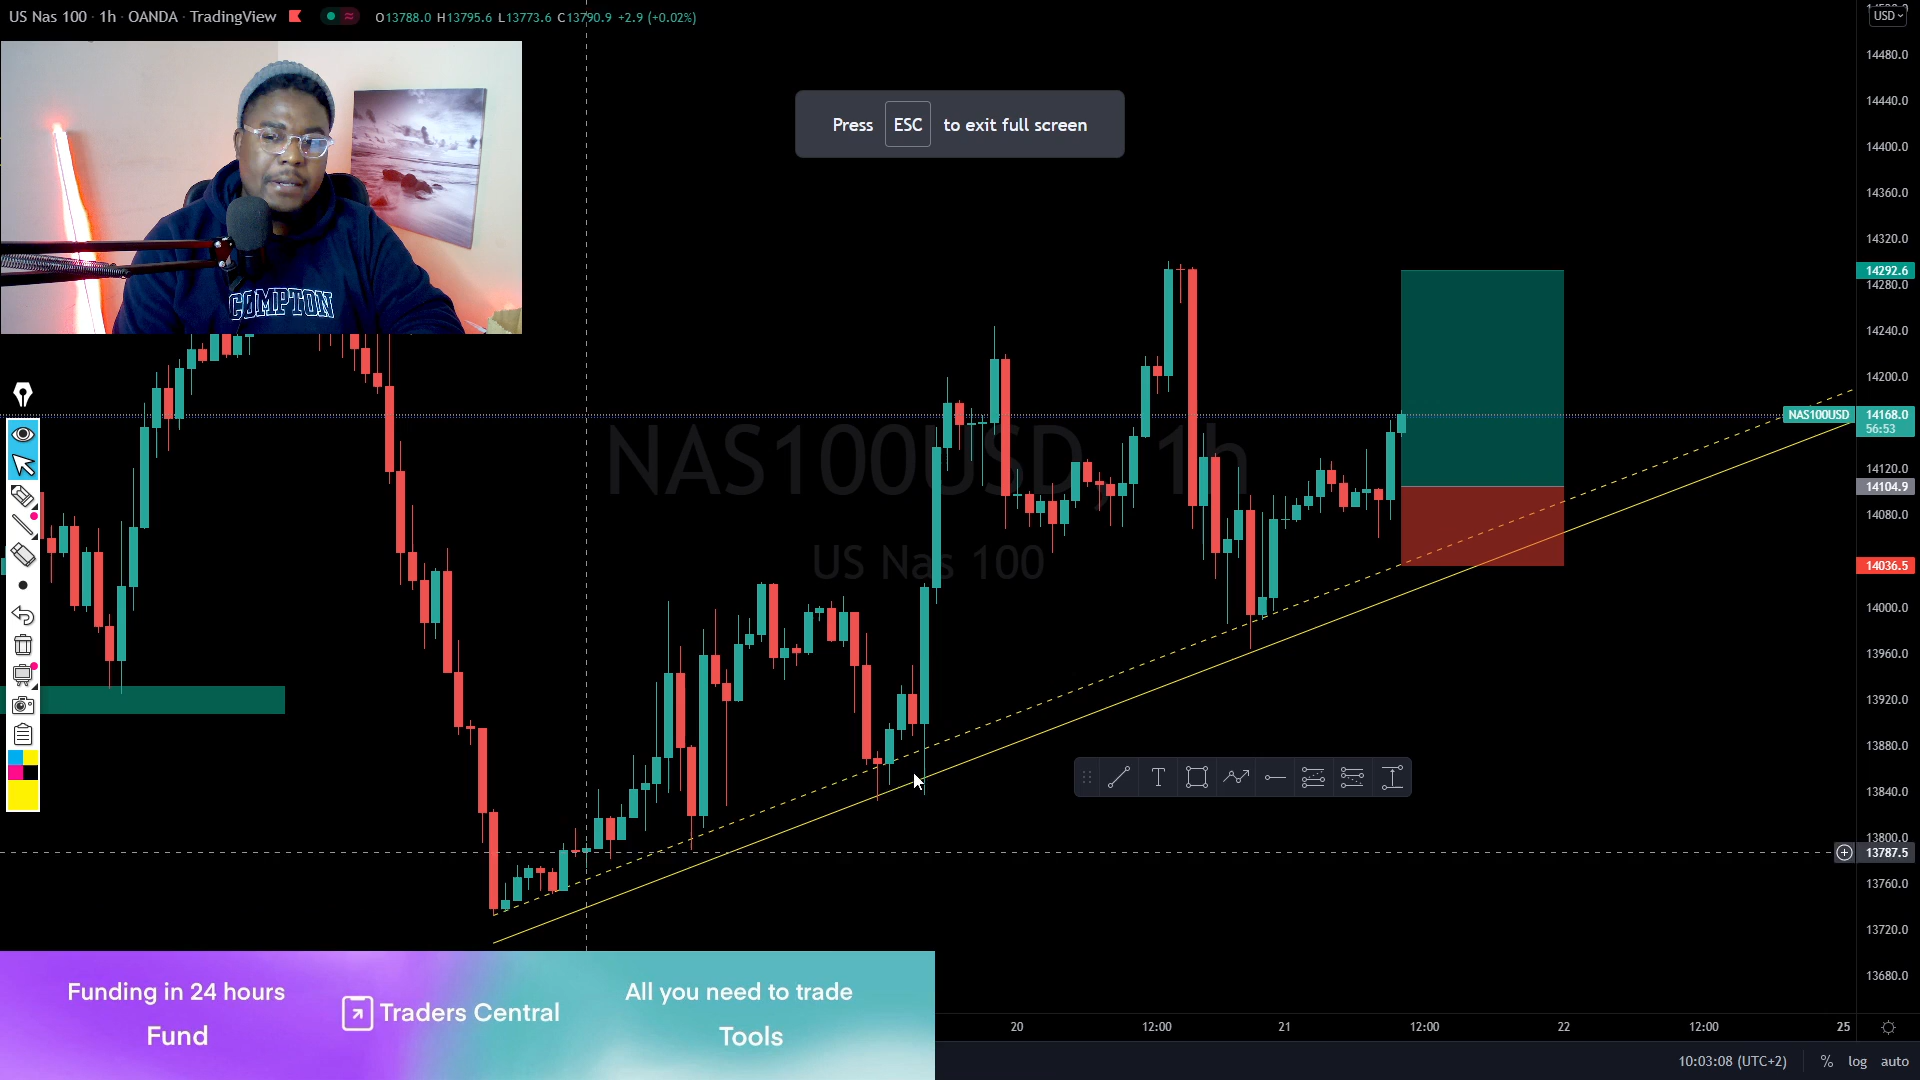 US Nas 100 · 1h · OANDA · TradingView
O13788.0 H13795.6 L13773.6 C13790.9 +2.9 (+0.02%)
USD
Press ESC to exit full screen
CØMPTON
14480.0
14440.0
14400.0
14360.0
14320.0
14292.6
14280.0
14240.0
14200.0
NAS100USD 14168.0
56:53
14120.0
14104.9
14080.0
14036.5
14000.0
13960.0
13920.0
13880.0
13840.0
13800.0
13787.5
13760.0
13720.0
13680.0
NAS100USD, 1h
US Nas 100
T
Funding in 24 hours
Fund
Traders Central
All you need to trade
Tools
20 12:00 21 12:00 22 12:00 25
10:03:08 (UTC+2) % log auto